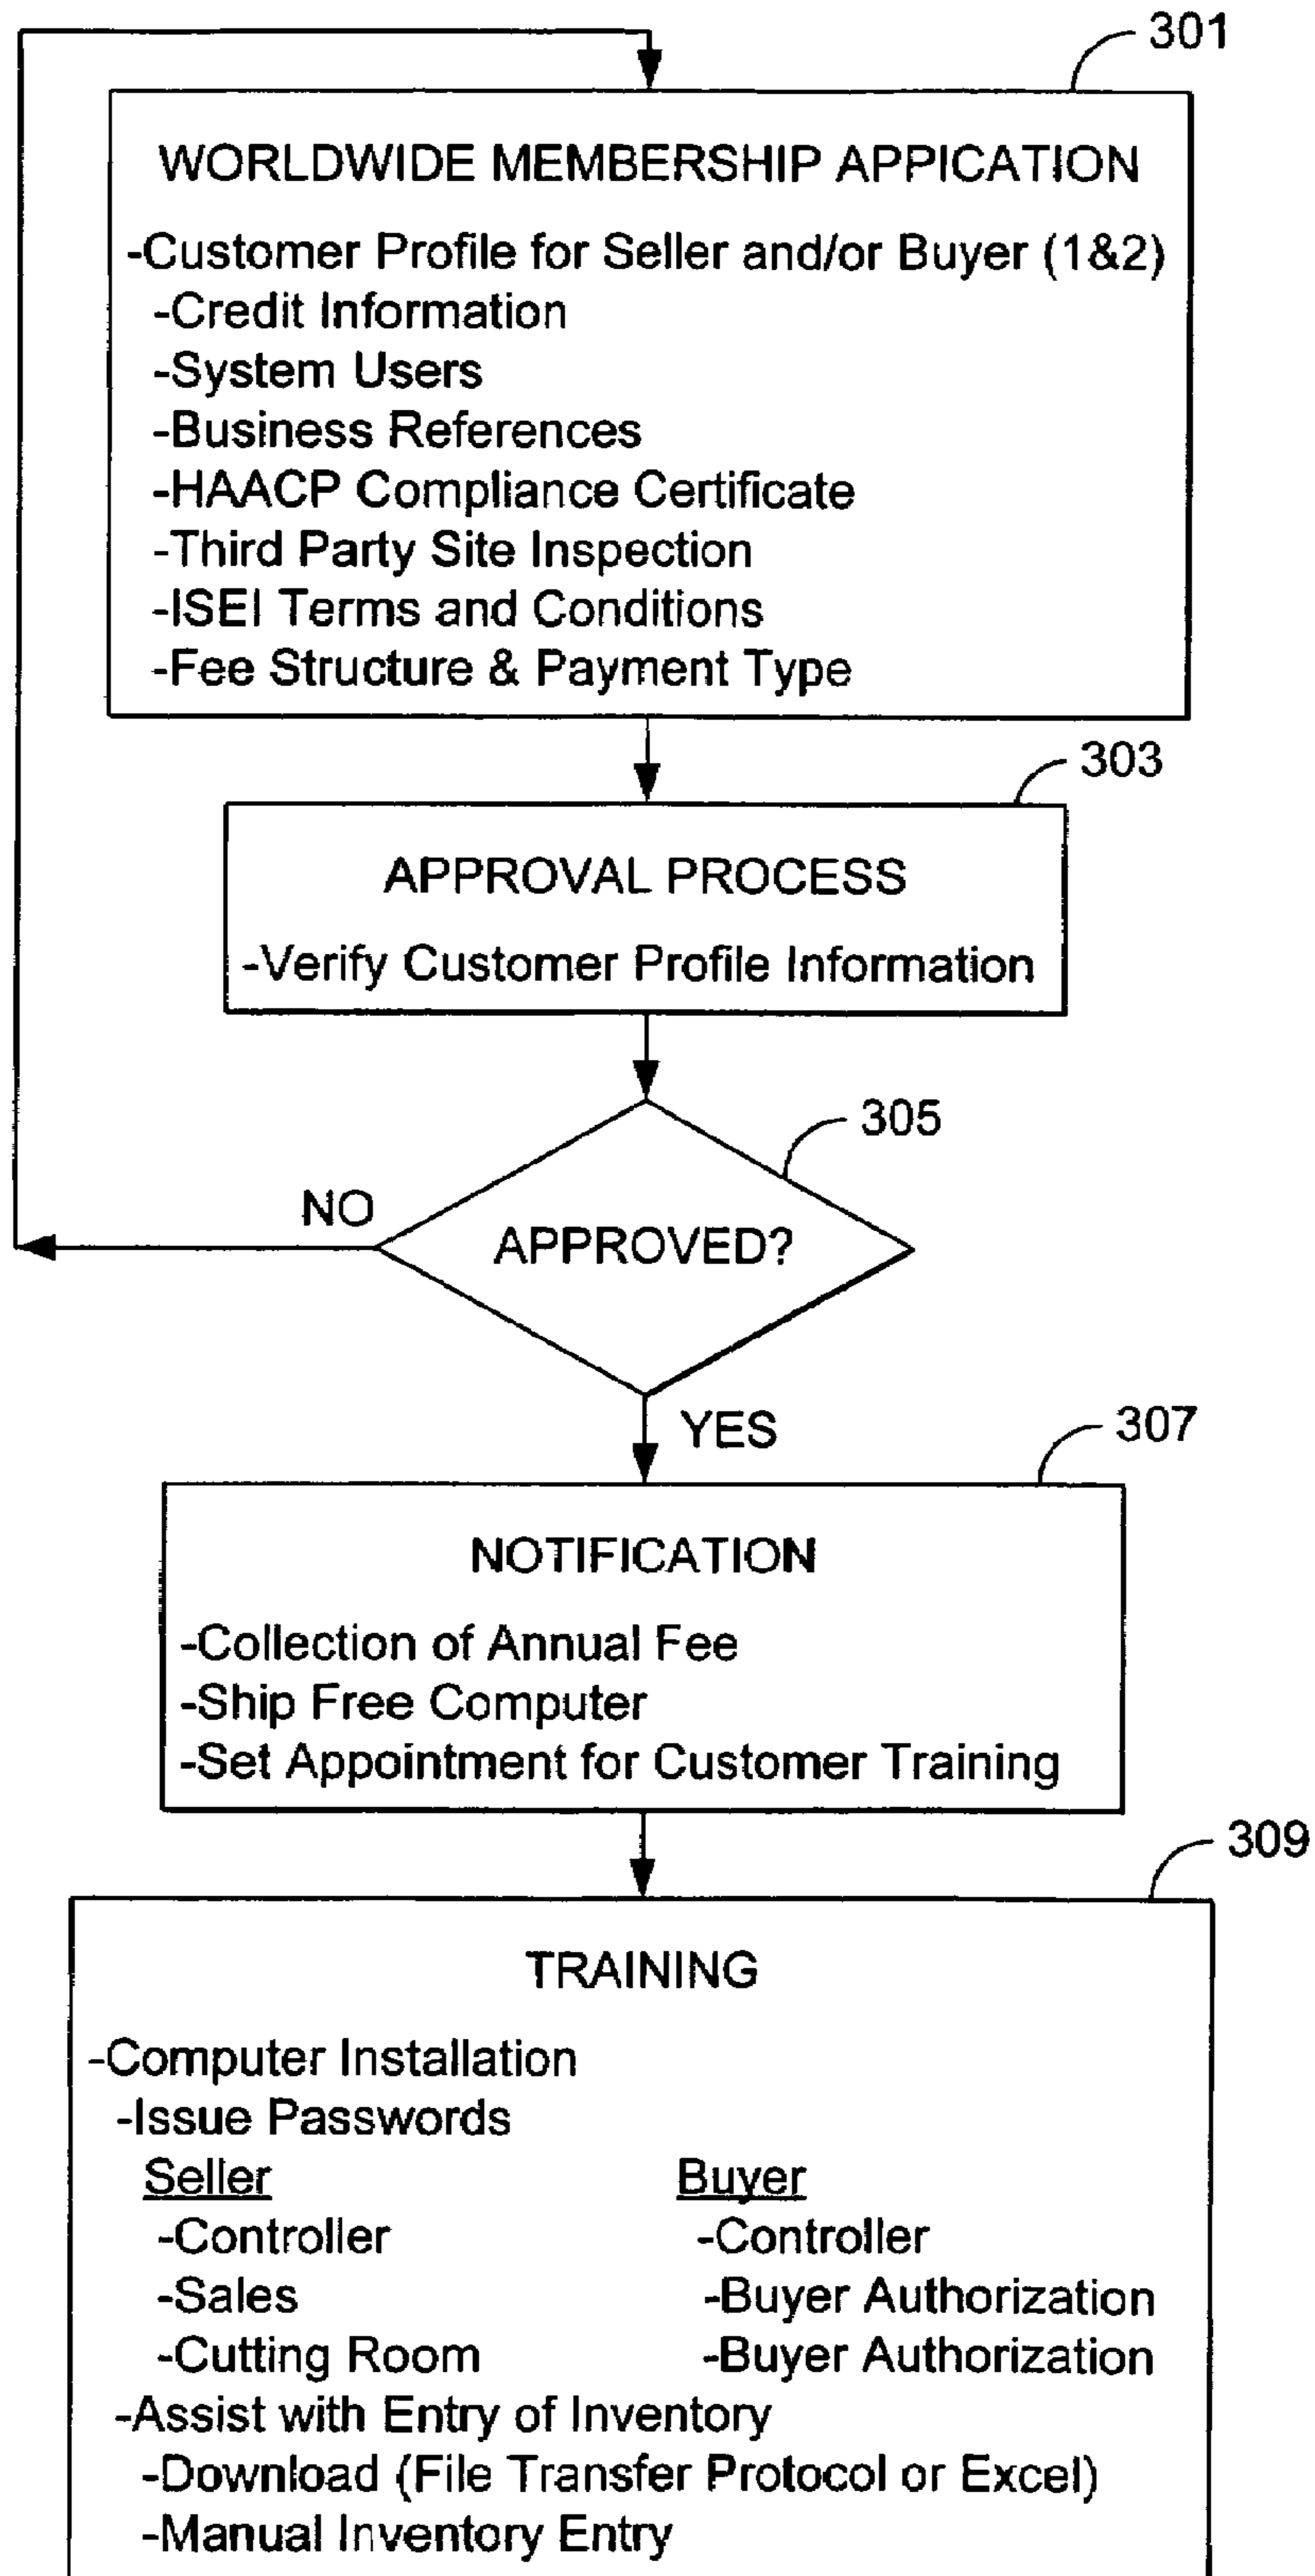 301
WORLDWIDE MEMBERSHIP APPICATION
-Customer Profile for Seller and/or Buyer (1&2)
-Credit Information
-System Users
-Business References
-HAACP Compliance Certificate
-Third Party Site Inspection
-ISEI Terms and Conditions
-Fee Structure & Payment Type
303
APPROVAL PROCESS
-Verify Customer Profile Information
305
NO
APPROVED?
YES
307
NOTIFICATION
-Collection of Annual Fee
-Ship Free Computer
-Set Appointment for Customer Training
309
TRAINING
-Computer Installation
-Issue Passwords
Seller Buyer
-Controller -Controller
-Sales -Buyer Authorization
-Cutting Room -Buyer Authorization
-Assist with Entry of Inventory
-Download (File Transfer Protocol or Excel)
-Manual Inventory Entry